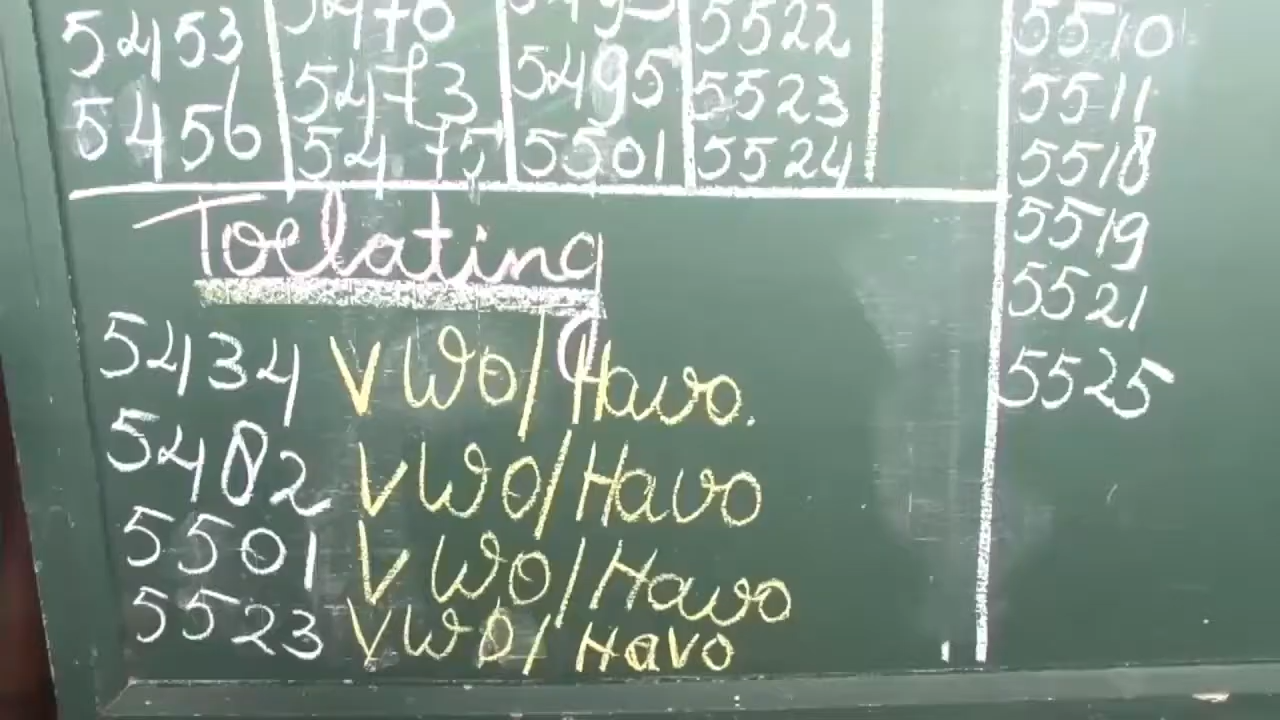 5453 5522 5510
5473 5495 5523 5511
5456 5475 5501 5524 5518
5519
Toelating
5521
5434 VWO/Havo. 5525
5482 VWO/Havo
5501 VWO/Havo
5523 VWO/Havo